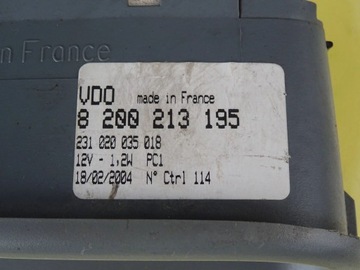 in France
VDO made in France
8 200 213 195
231 020 035 018
12V - 1,2W PC1
18/02/2004 N° Ctrl 114